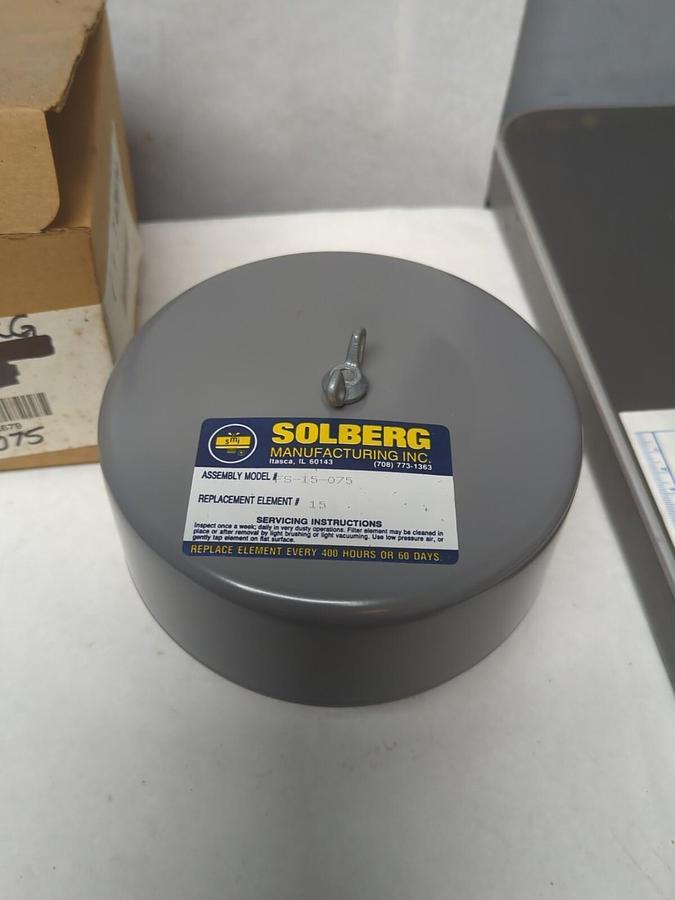 smi
SOLBERG
MANUFACTURING INC.
Itasca, IL 60143 (708) 773-1363
ASSEMBLY MODEL # FS-15-075
REPLACEMENT ELEMENT # 15
SERVICING INSTRUCTIONS
Inspect once a week; daily in very dusty operations. Filter element may be cleaned in
place or after removal by light brushing or light vacuuming. Use low pressure air, or
gently tap element on flat surface.
REPLACE ELEMENT EVERY 400 HOURS OR 60 DAYS.
075